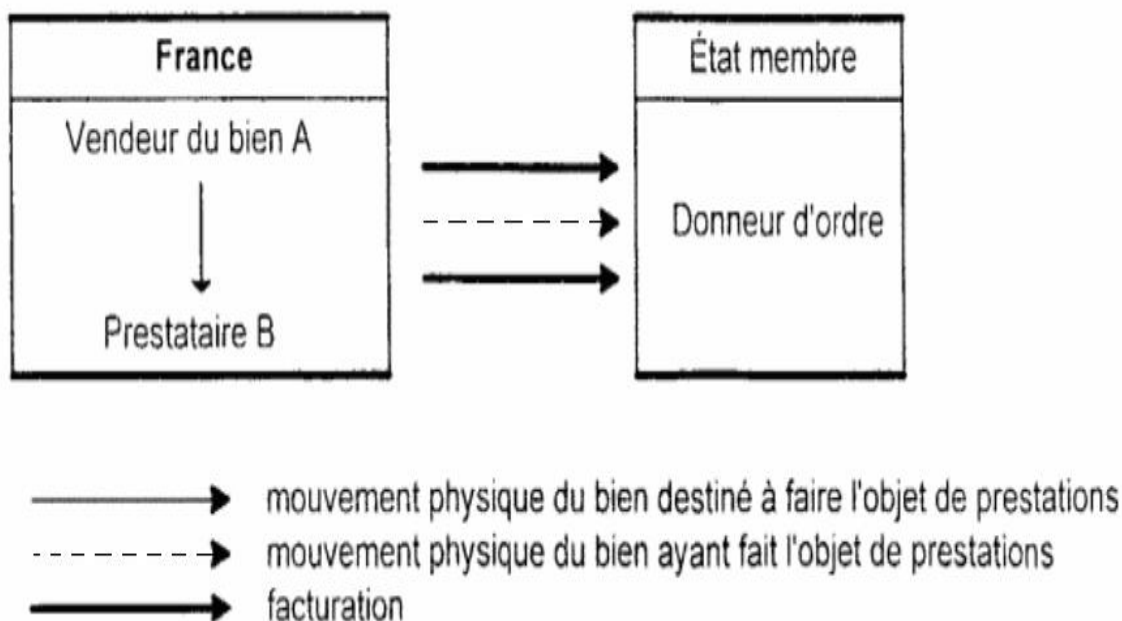 France
Vendeur du bien A
Prestataire B
État membre
Donneur d'ordre
mouvement physique du bien destiné à faire l'objet de prestations
mouvement physique du bien ayant fait l'objet de prestations
facturation